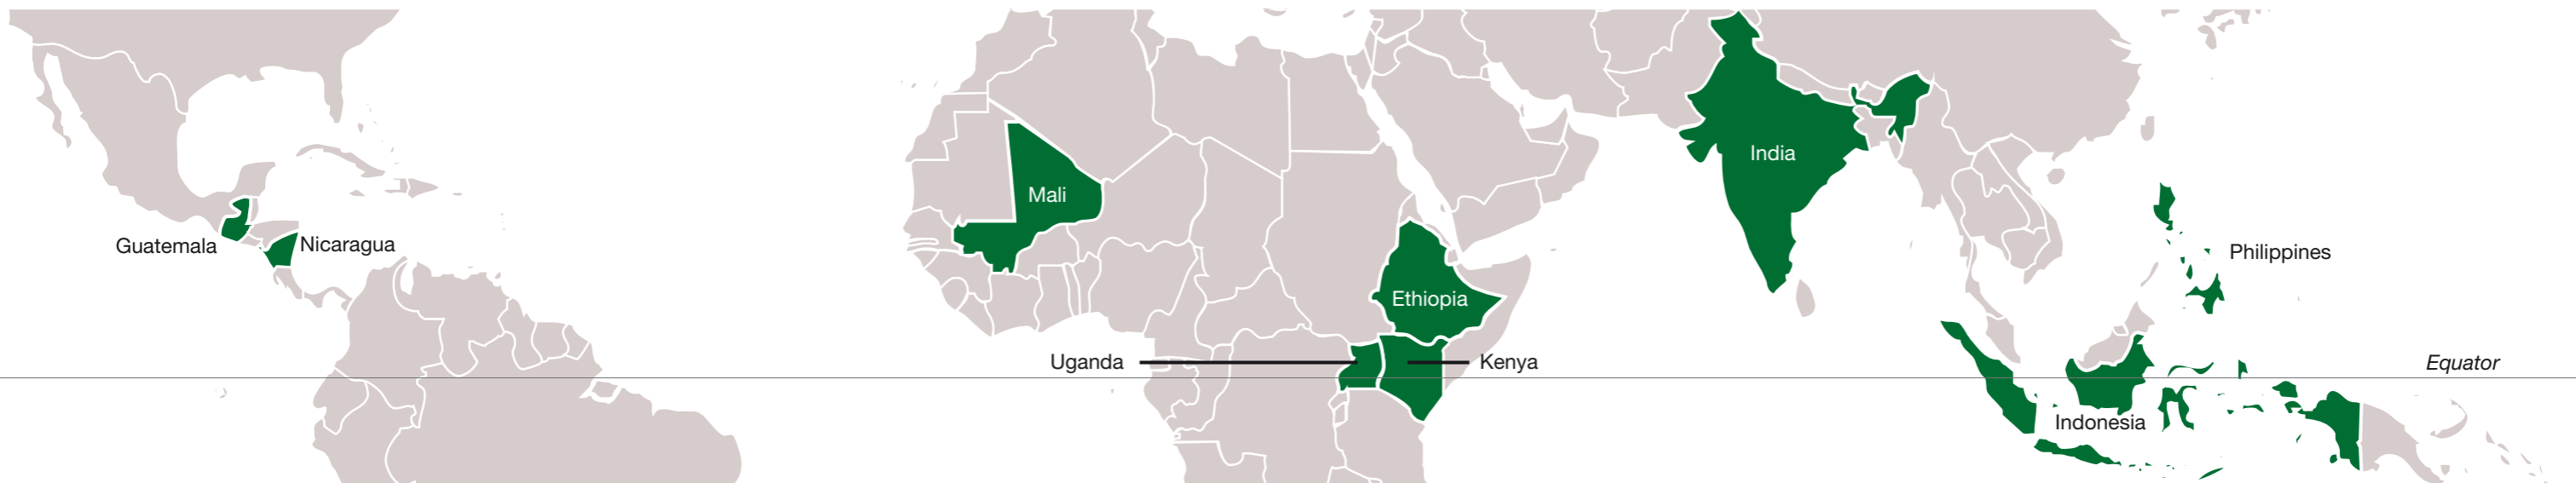 Guatemala
Nicaragua
Mali
Ethiopia
Uganda
Kenya
India
Philippines
Indonesia
Equator